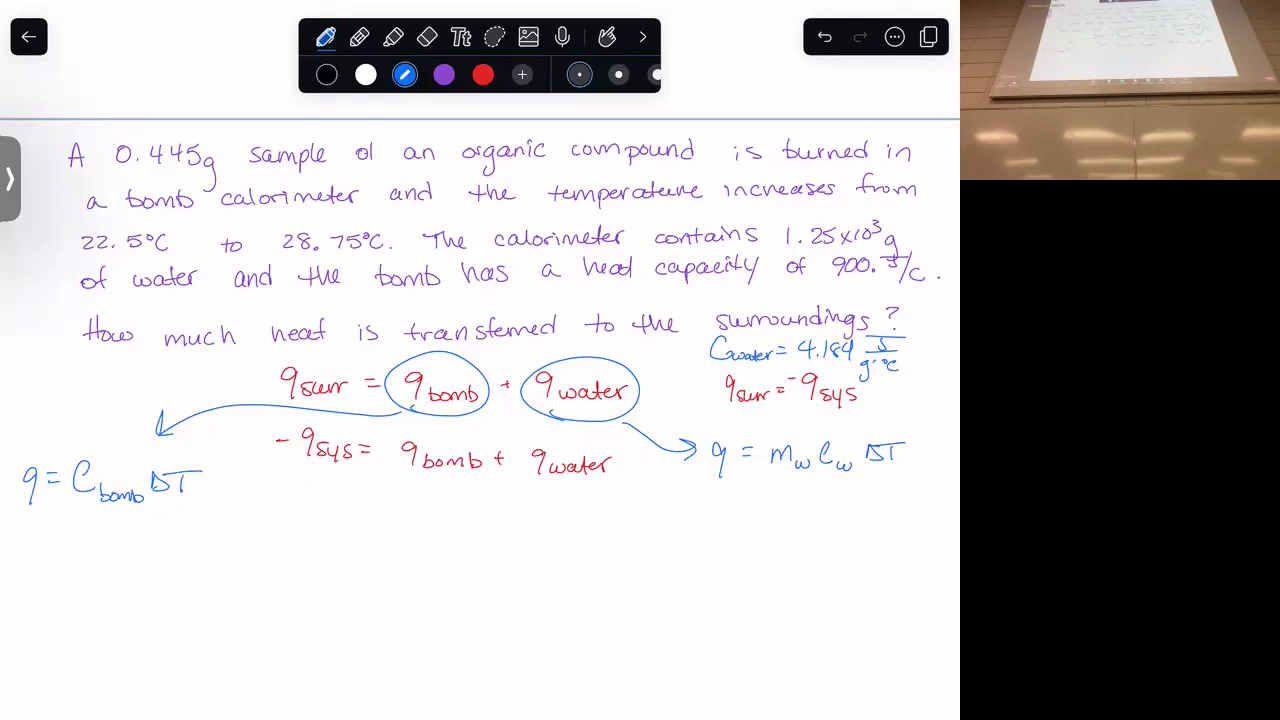 Tt
A 0.445g sample of an organic compound is burned in
a bomb calorimeter and the temperature increases from
22.5°C to 28.75°C. The calorimeter contains 1.25x10³g
of water and the bomb has a heat capacity of 900. J/C.
How much heat is transferred to the surroundings?
Cwater = 4.184 J/g·°C
qsurr = qbomb + qwater
qsurr = -qsys
-qsys = qbomb + qwater
q = mw Cw ΔT
q = Cbomb ΔT